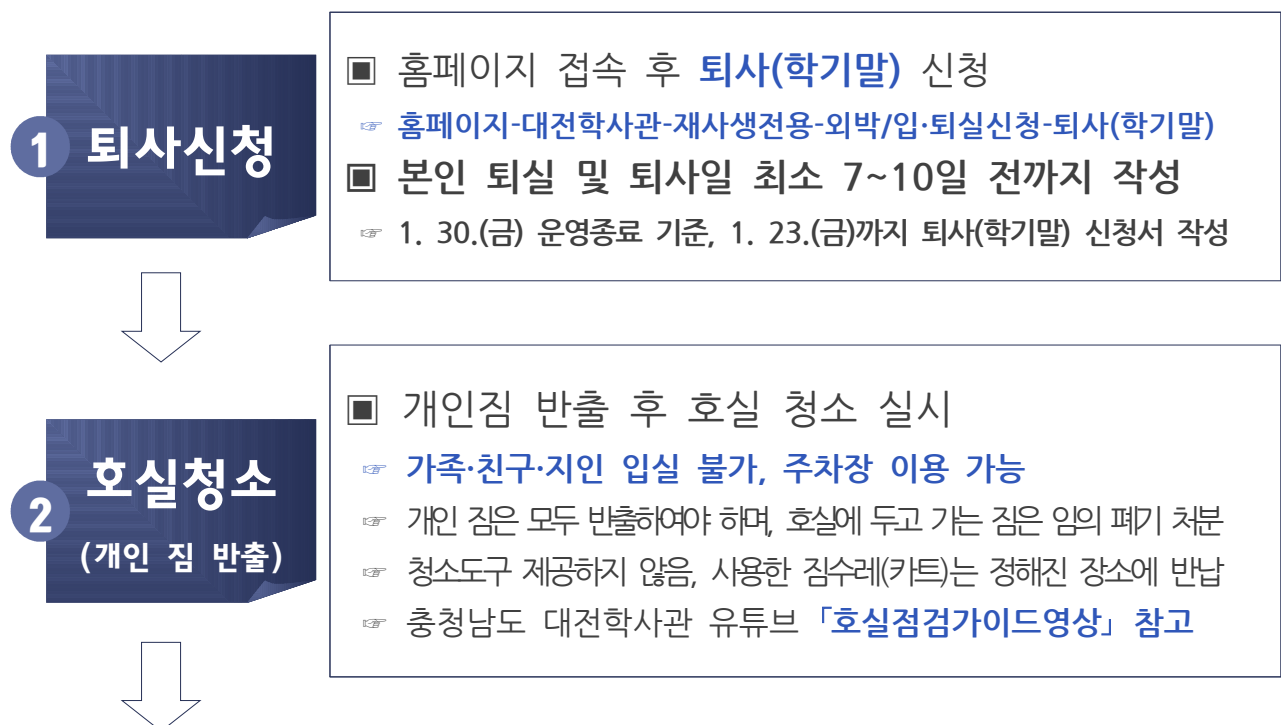 1 퇴사신청
▣ 홈페이지 접속 후 퇴사(학기말) 신청
☞ 홈페이지-대전학사관-재사생전용-외박/입·퇴실신청-퇴사(학기말)
▣ 본인 퇴실 및 퇴사일 최소 7~10일 전까지 작성
☞ 1. 30.(금) 운영종료 기준, 1. 23.(금)까지 퇴사(학기말) 신청서 작성
2 호실청소
(개인 짐 반출)
▣ 개인짐 반출 후 호실 청소 실시
☞ 가족·친구·지인 입실 불가, 주차장 이용 가능
☞ 개인 짐은 모두 반출하여야 하며, 호실에 두고 가는 짐은 임의 폐기 처분
☞ 청소도구 제공하지 않음, 사용한 짐수레(카트)는 정해진 장소에 반납
☞ 충청남도 대전학사관 유튜브 「호실점검가이드영상」 참고